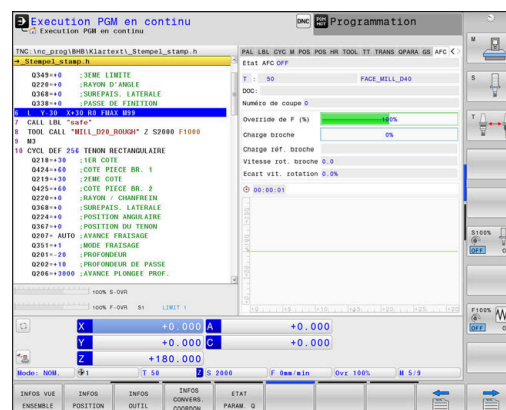 Execution PGM en continu
Execution PGM en continu
DNC
Programmation
TNC:\nc_prog\BHB\Klartext\_Stempel_stamp.h
→_Stempel_stamp.h
Q349=+0 ;3EME LIMITE
Q220=+0 ;RAYON D'ANGLE
Q368=+0 ;SUREPAIS. LATERALE
Q338=+0 ;PASSE DE FINITION
6 L Y-30 X+30 R0 FMAX M99
7 CALL LBL "safe"
8 TOOL CALL "MILL_D20_ROUGH" Z S2000 F1000
9 M3
10 CYCL DEF 256 TENON RECTANGULAIRE
Q218=+30 ;1ER COTE
Q424=+60 ;COTE PIECE BR. 1
Q219=+30 ;2EME COTE
Q425=+60 ;COTE PIECE BR. 2
Q220=+0 ;RAYON / CHANFREIN
Q368=+0 ;SUREPAIS. LATERALE
Q224=+0 ;POSITION ANGULAIRE
Q367=+0 ;POSITION DU TENON
Q207= AUTO ;AVANCE FRAISAGE
Q351=+1 ;MODE FRAISAGE
Q201=-20 ;PROFONDEUR
Q202=+10 ;PROFONDEUR DE PASSE
Q206=+3000 ;AVANCE PLONGEE PROF.
100% S-OVR
100% F-OVR S1 LIMIT 1
PAL LBL CYC M POS POS HR TOOL TT TRANS QPARA GS AFC
Etat AFC OFF
T : 50 FACE_MILL_D40
DOC:
Numéro de coupe 0
Override de F (%) 100%
Charge broche 0%
Charge réf. broche
Vitesse rot. broche 0.0
Ecart vit. rotation 0.0%
00:00:01
X +0.000 A +0.000
Y +0.000 C +0.000
Z +180.000
Mode: NOM. 1 T 50 Z S 2000 F 0mm/min Ovr 100% M 5/9
INFOS VUE ENSEMBLE
INFOS POSITION
INFOS OUTIL
INFOS CONVERS. COORDON.
ETAT PARAM. Q
M
S
T
S100%
OFF
F100%
OFF